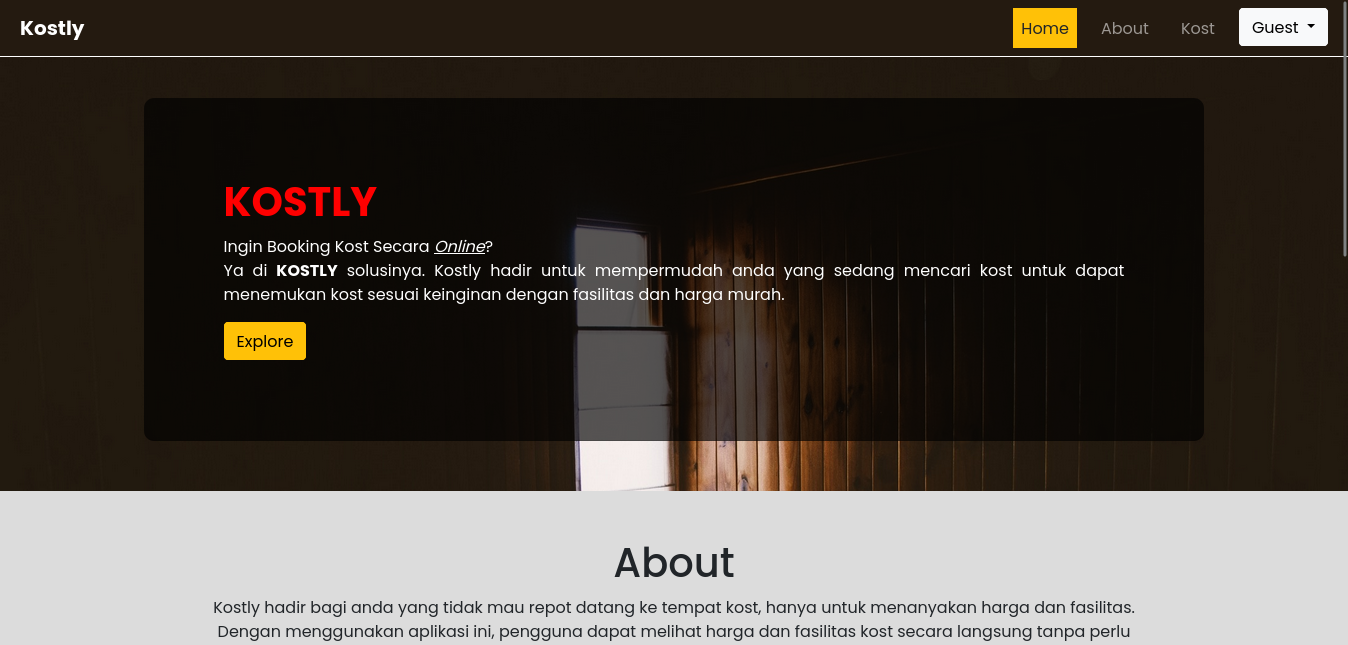 Kostly
Home About Kost Guest
KOSTLY
Ingin Booking Kost Secara Online?
Ya di KOSTLY solusinya. Kostly hadir untuk mempermudah anda yang sedang mencari kost untuk dapat
menemukan kost sesuai keinginan dengan fasilitas dan harga murah.
Explore
About
Kostly hadir bagi anda yang tidak mau repot datang ke tempat kost, hanya untuk menanyakan harga dan fasilitas.
Dengan menggunakan aplikasi ini, pengguna dapat melihat harga dan fasilitas kost secara langsung tanpa perlu